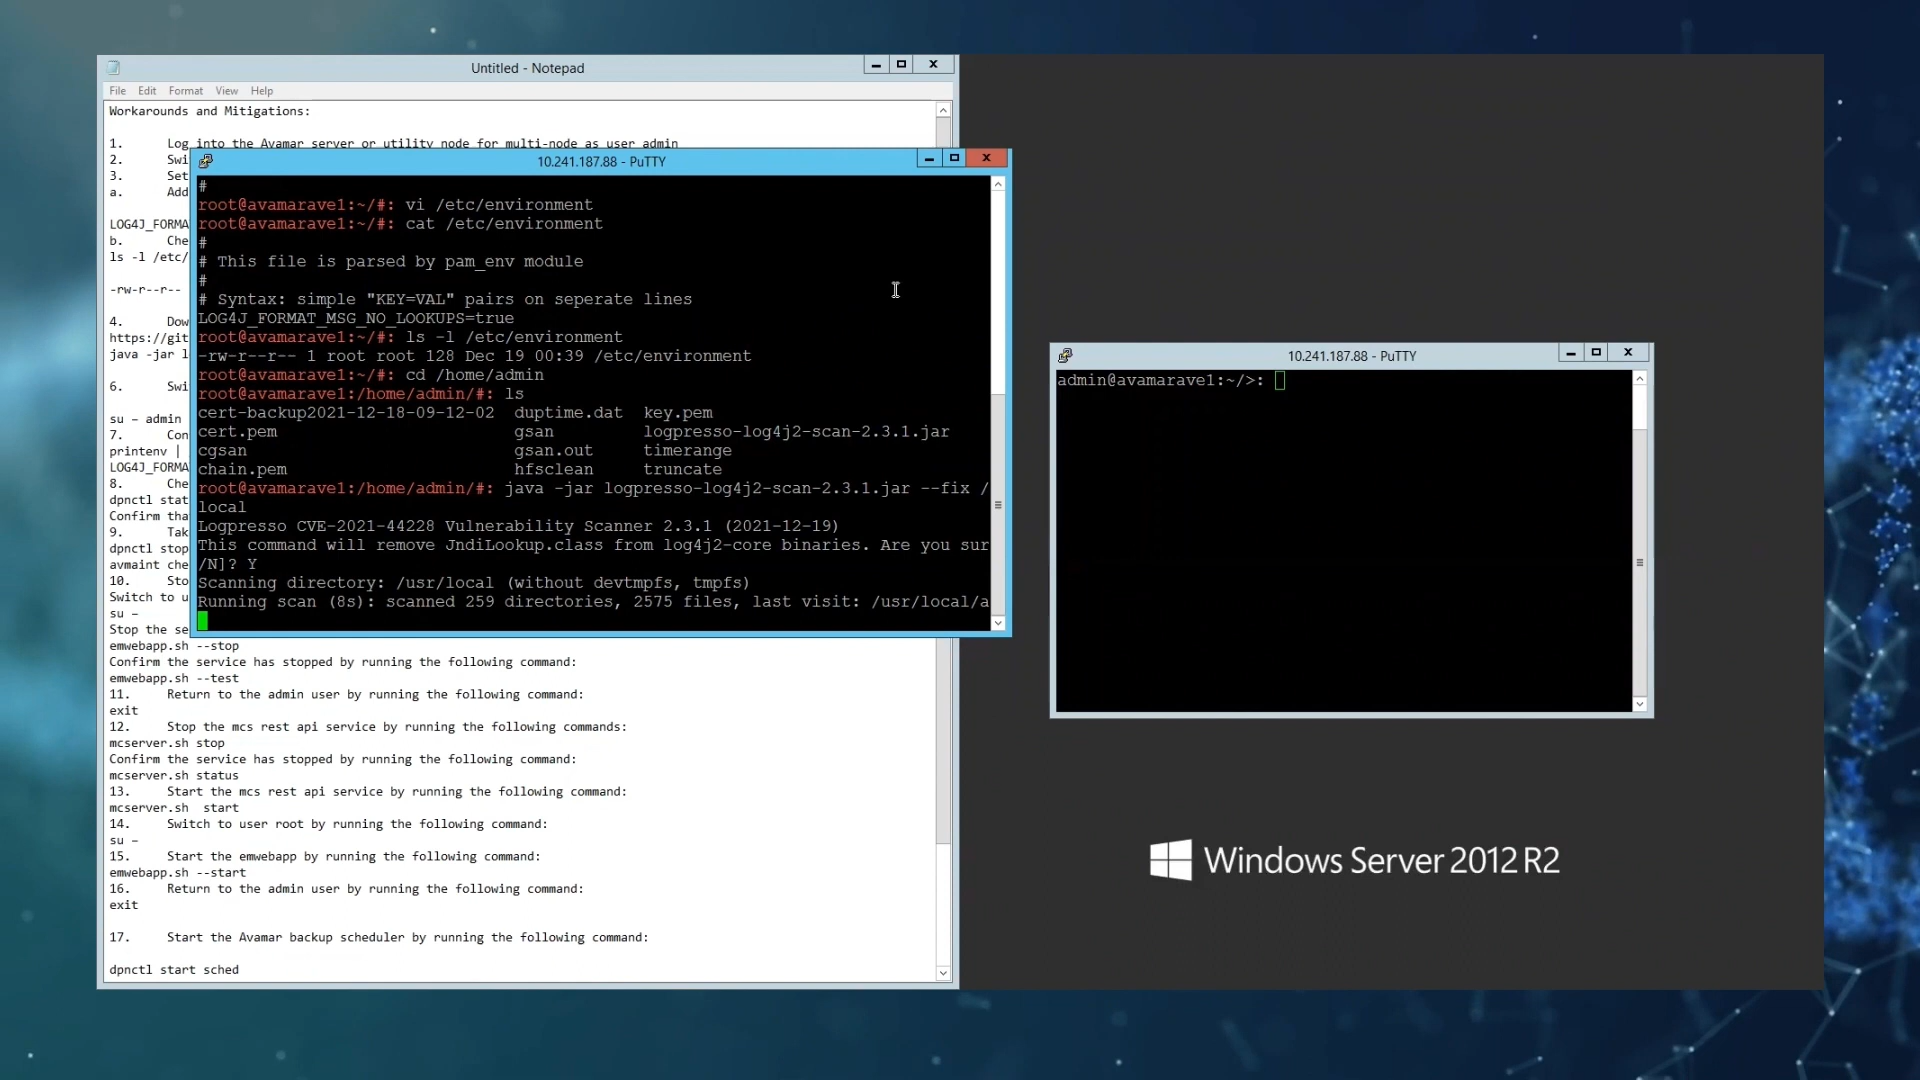 Untitled - Notepad
File Edit Format View Help
Workarounds and Mitigations:
1. Log into the Avamar server or utility node for multi-node as user admin
2. Swi
3. Set
a. Add
LOG4J_FORMA
b. Che
ls -l /etc/
-rw-r--r--
4. Dow
https://git
java -jar l
6. Swi
su – admin
7. Con
printenv |
LOG4J_FORMA
8. Che
dpnctl stat
Confirm tha
9. Tak
dpnctl stop
avmaint che
10. Sto
Switch to u
su –
Stop the se
emwebapp.sh --stop
Confirm the service has stopped by running the following command:
emwebapp.sh --test
11. Return to the admin user by running the following command:
exit
12. Stop the mcs rest api service by running the following commands:
mcserver.sh stop
Confirm the service has stopped by running the following command:
mcserver.sh status
13. Start the mcs rest api service by running the following command:
mcserver.sh  start
14. Switch to user root by running the following command:
su –
15. Start the emwebapp by running the following command:
emwebapp.sh --start
16. Return to the admin user by running the following command:
exit
17. Start the Avamar backup scheduler by running the following command:
dpnctl start sched
10.241.187.88 - PuTTY
#
root@avamarave1:~/#: vi /etc/environment
root@avamarave1:~/#: cat /etc/environment
#
# This file is parsed by pam_env module
#
# Syntax: simple "KEY=VAL" pairs on seperate lines
LOG4J_FORMAT_MSG_NO_LOOKUPS=true
root@avamarave1:~/#: ls -l /etc/environment
-rw-r--r-- 1 root root 128 Dec 19 00:39 /etc/environment
root@avamarave1:~/#: cd /home/admin
root@avamarave1:/home/admin/#: ls
cert-backup2021-12-18-09-12-02  duptime.dat  key.pem
cert.pem  gsan  logpresso-log4j2-scan-2.3.1.jar
cgsan  gsan.out  timerange
chain.pem  hfsclean  truncate
root@avamarave1:/home/admin/#: java -jar logpresso-log4j2-scan-2.3.1.jar --fix /
local
Logpresso CVE-2021-44228 Vulnerability Scanner 2.3.1 (2021-12-19)
This command will remove JndiLookup.class from log4j2-core binaries. Are you sur
/N]? Y
Scanning directory: /usr/local (without devtmpfs, tmpfs)
Running scan (8s): scanned 259 directories, 2575 files, last visit: /usr/local/a
10.241.187.88 - PuTTY
admin@avamarave1:~/>:
Windows Server 2012 R2